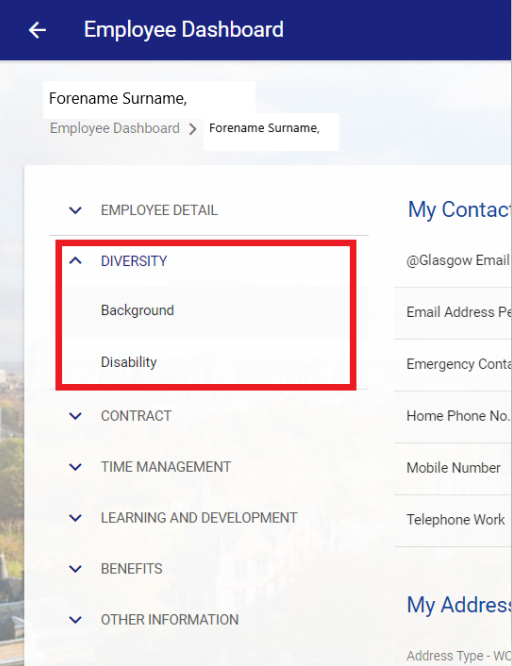 Employee Dashboard
Forename Surname,
Employee Dashboard > Forename Surname,
EMPLOYEE DETAIL
DIVERSITY
Background
Disability
CONTRACT
TIME MANAGEMENT
LEARNING AND DEVELOPMENT
BENEFITS
OTHER INFORMATION
My Contac
@Glasgow Email
Email Address Pe
Emergency Conta
Home Phone No.
Mobile Number
Telephone Work
My Address
Address Type - WO